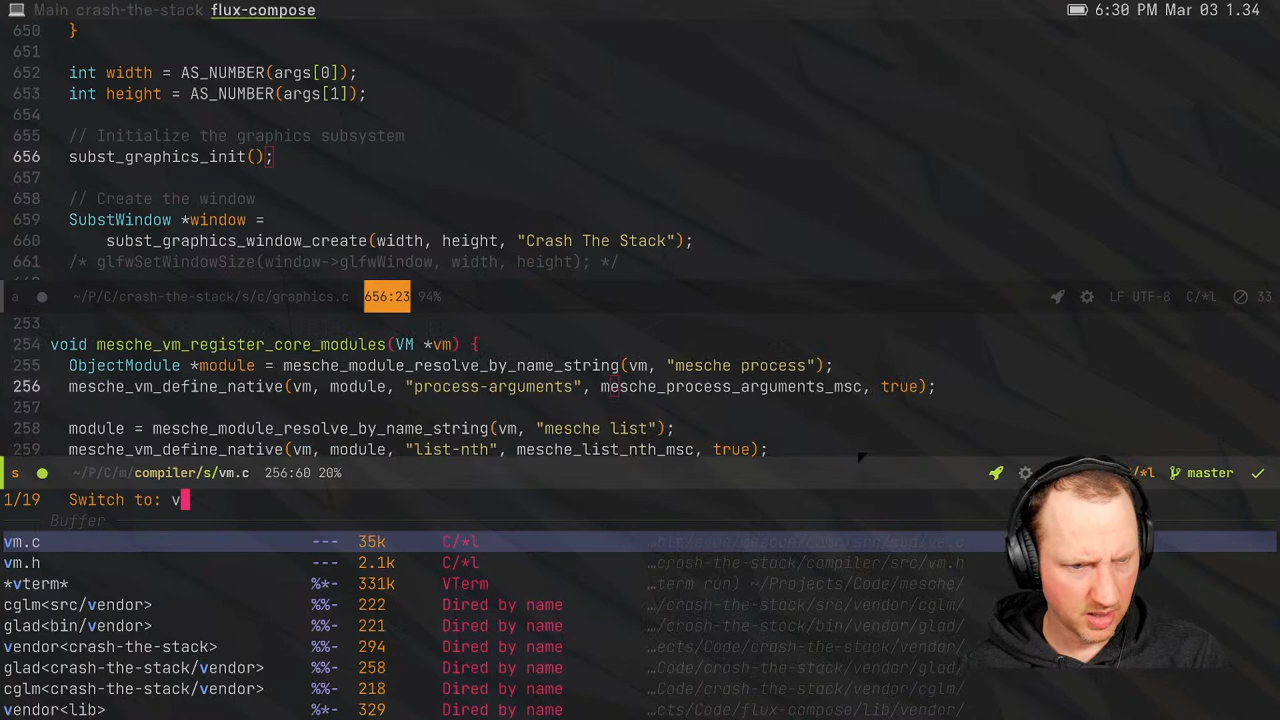 Main crash-the-stack flux-compose 6:30 PM Mar 03 1.34
650 }
651
652 int width = AS_NUMBER(args[0]);
653 int height = AS_NUMBER(args[1]);
654
655 // Initialize the graphics subsystem
656 subst_graphics_init();
657
658 // Create the window
659 SubstWindow *window =
660 subst_graphics_window_create(width, height, "Crash The Stack");
661 /* glfwSetWindowSize(window->glfwWindow, width, height); */
a ~/P/C/crash-the-stack/s/c/graphics.c 656:23 94% LF UTF-8 C/*l 33
253
254 void mesche_vm_register_core_modules(VM *vm) {
255 ObjectModule *module = mesche_module_resolve_by_name_string(vm, "mesche process");
256 mesche_vm_define_native(vm, module, "process-arguments", mesche_process_arguments_msc, true);
257
258 module = mesche_module_resolve_by_name_string(vm, "mesche list");
259 mesche_vm_define_native(vm, module, "list-nth", mesche_list_nth_msc, true);
s ~/P/C/m/compiler/s/vm.c 256:60 20% /*l master
1/19 Switch to: v
Buffer
vm.c --- 35k C/*l
vm.h --- 2.1k C/*l …crash-the-stack/compiler/src/vm.h
*vterm* %*- 331k VTerm …term run) ~/Projects/Code/mesche/
cglm<src/vendor> %%- 222 Dired by name …/crash-the-stack/src/vendor/cglm/
glad<bin/vendor> %%- 221 Dired by name …/crash-the-stack/bin/vendor/glad/
vendor<crash-the-stack> %%- 294 Dired by name …ects/Code/crash-the-stack/vendor/
glad<crash-the-stack/vendor> %%- 258 Dired by name …Code/crash-the-stack/vendor/glad/
cglm<crash-the-stack/vendor> %%- 218 Dired by name …Code/crash-the-stack/vendor/cglm/
vendor<lib> %%- 329 Dired by name …cts/Code/flux-compose/lib/vendor/